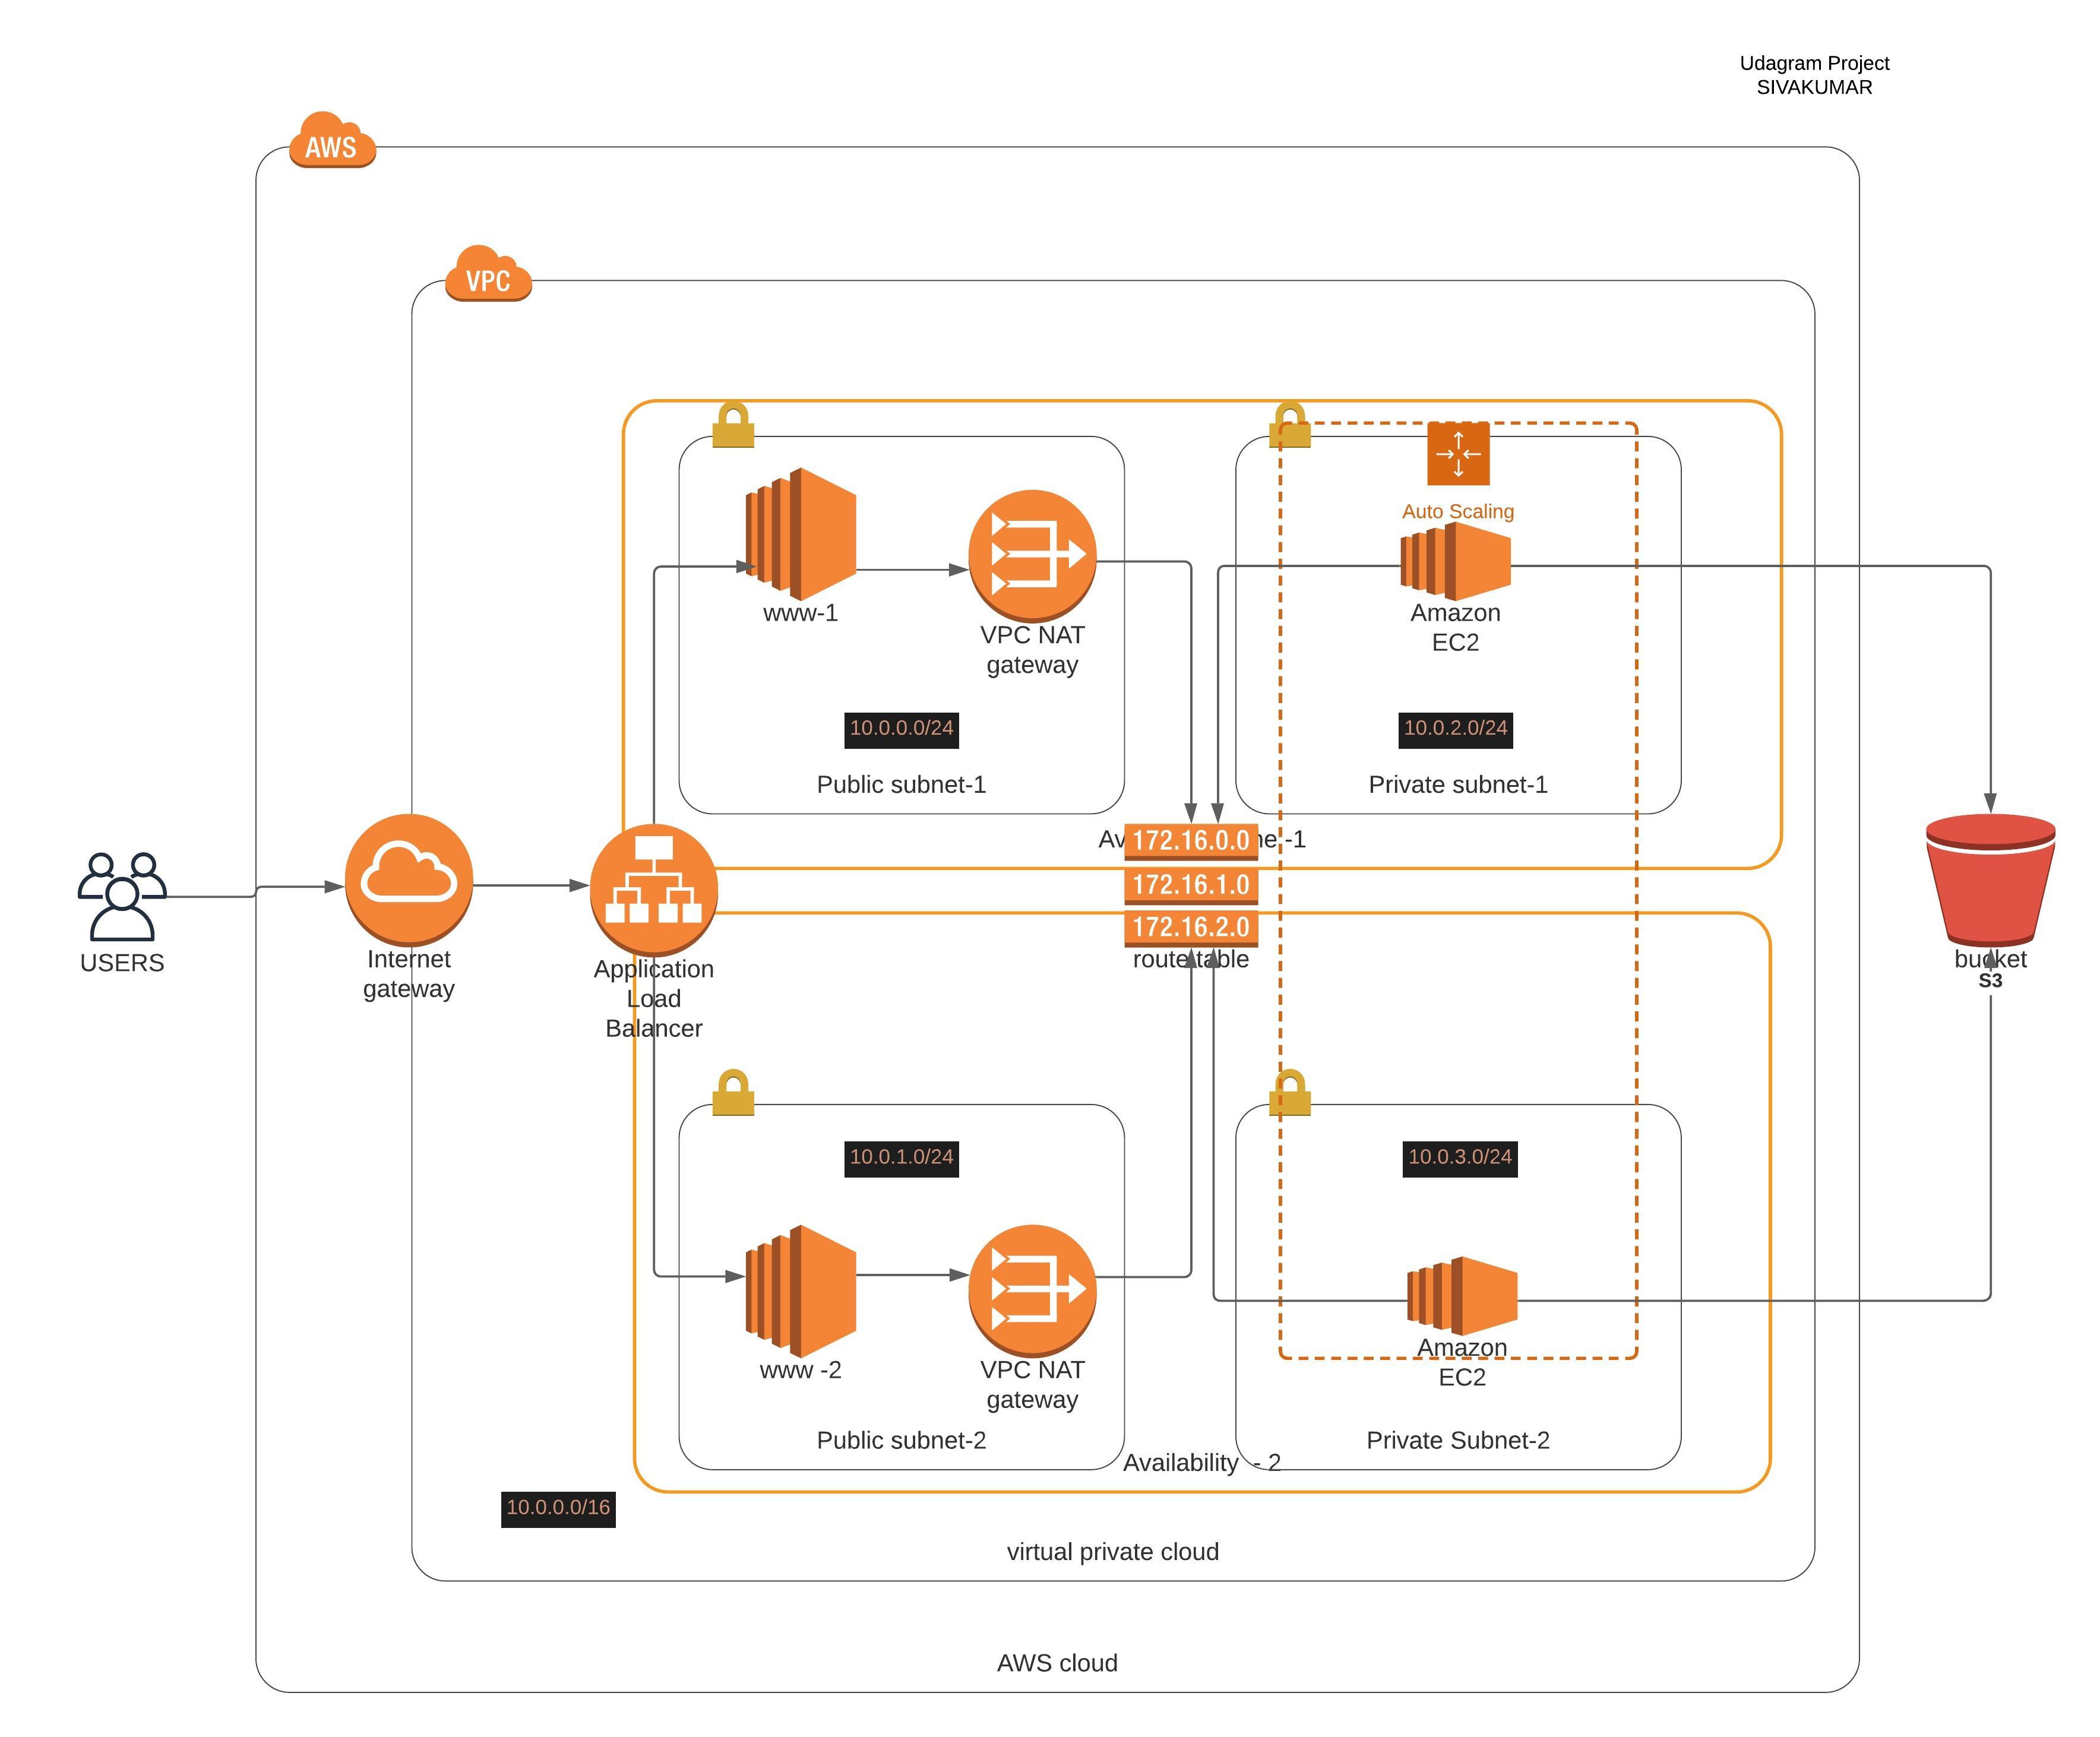 Udagram Project
SIVAKUMAR
AWS
VPC
Auto Scaling
www-1
VPC NAT
gateway
Amazon
EC2
10.0.0.0/24
10.0.2.0/24
Public subnet-1
Private subnet-1
-1
172.16.0.0
172.16.1.0
172.16.2.0
route table
USERS
Internet
gateway
Application
Load
Balancer
bucket
S3
10.0.1.0/24
10.0.3.0/24
www -2
VPC NAT
gateway
Amazon
EC2
Public subnet-2
Private Subnet-2
Availability - 2
10.0.0.0/16
virtual private cloud
AWS cloud